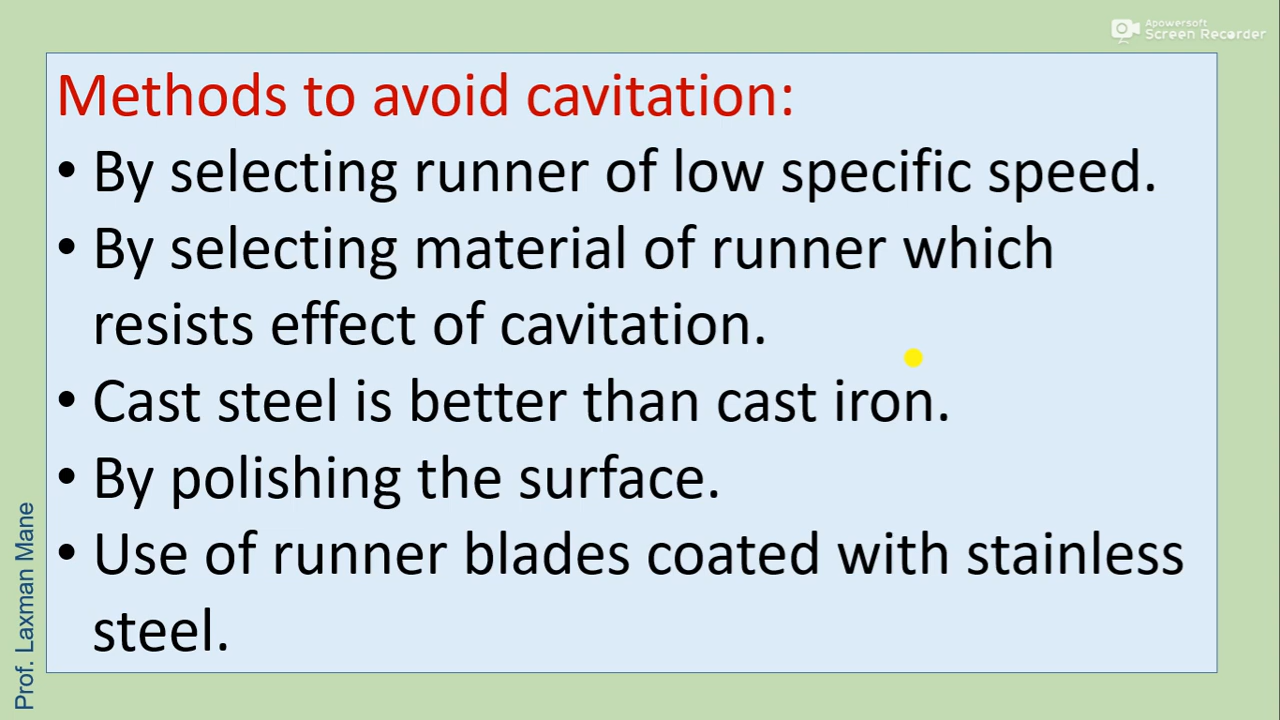 Apowersoft
Screen Recorder
Methods to avoid cavitation:
• By selecting runner of low specific speed.
• By selecting material of runner which
resists effect of cavitation.
• Cast steel is better than cast iron.
• By polishing the surface.
• Use of runner blades coated with stainless
steel.
Prof. Laxman Mane